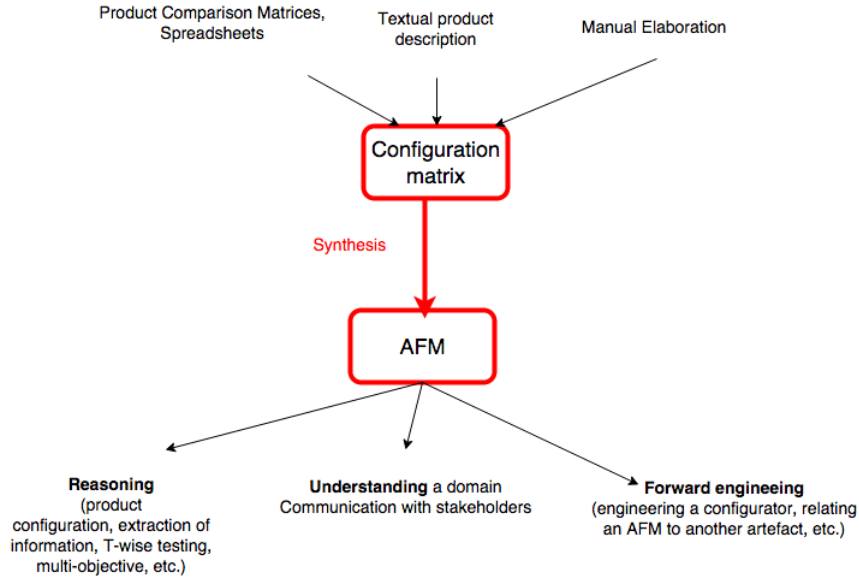 Product Comparison Matrices,
Spreadsheets
Textual product
description
Manual Elaboration
Configuration
matrix
Synthesis
AFM
Reasoning
(product
configuration, extraction of
information, T-wise testing,
multi-objective, etc.)
Understanding a domain
Communication with stakeholders
Forward engineeing
(engineering a configurator, relating
an AFM to another artefact, etc.)